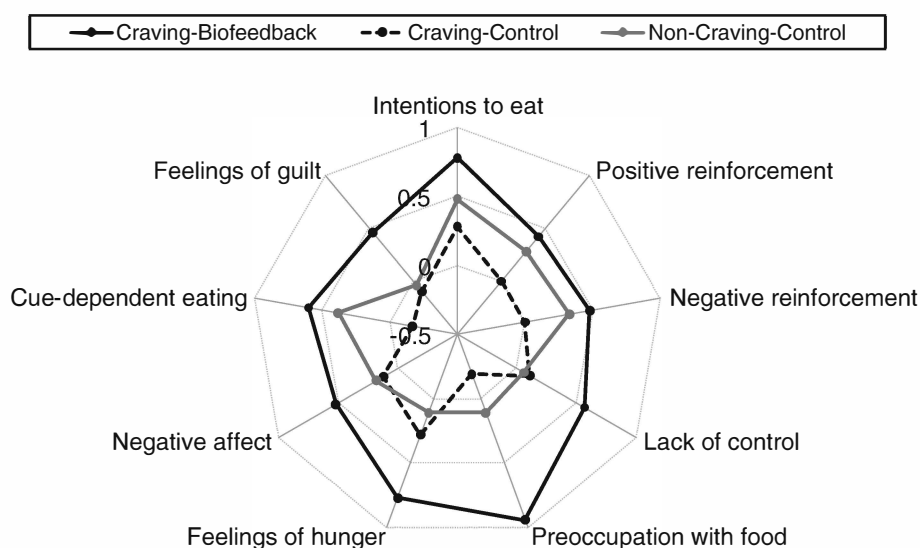 Craving-Biofeedback Craving-Control Non-Craving-Control
Intentions to eat
1
Feelings of guilt
Positive reinforcement
0.5
0
Cue-dependent eating
Negative reinforcement
-0.5
Negative affect
Lack of control
Feelings of hunger
Preoccupation with food